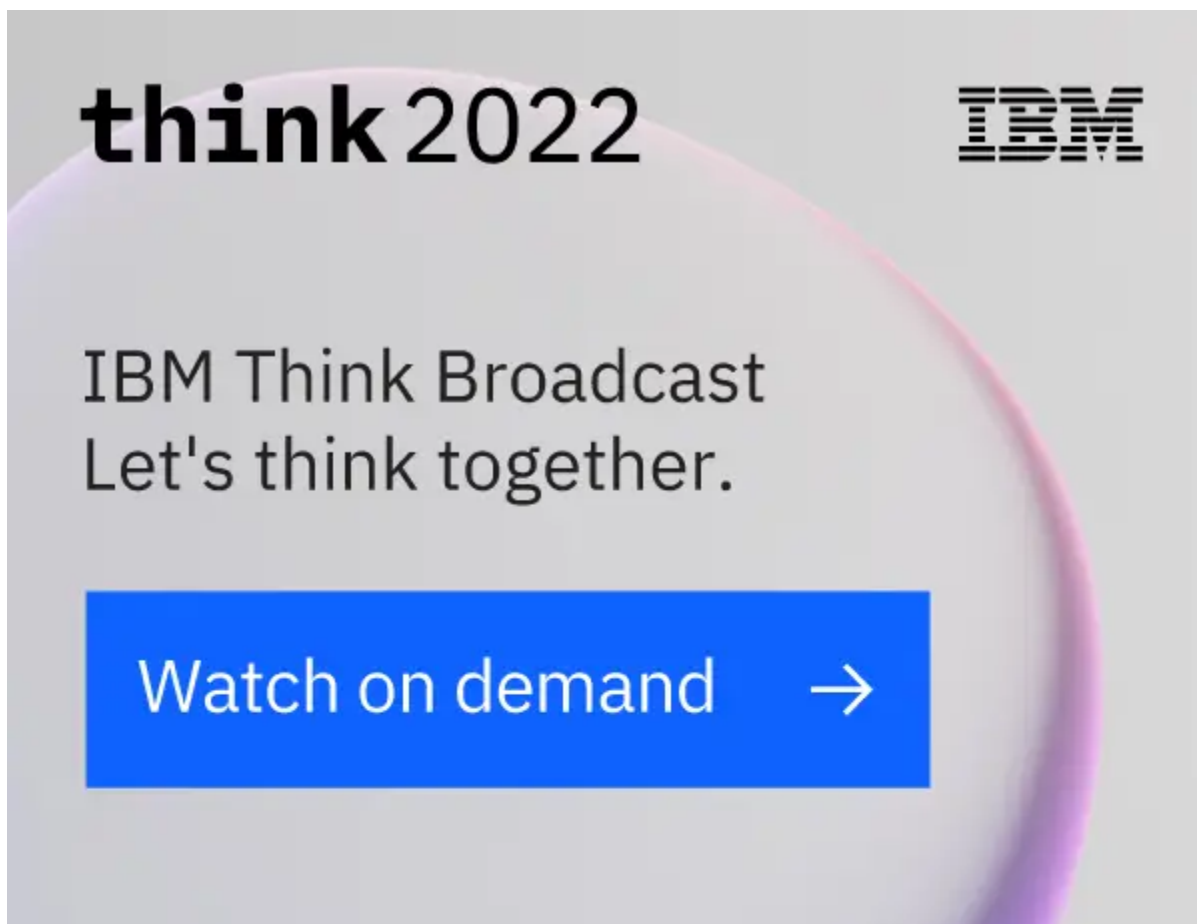 think 2022
IBM
IBM Think Broadcast
Let's think together.
Watch on demand →